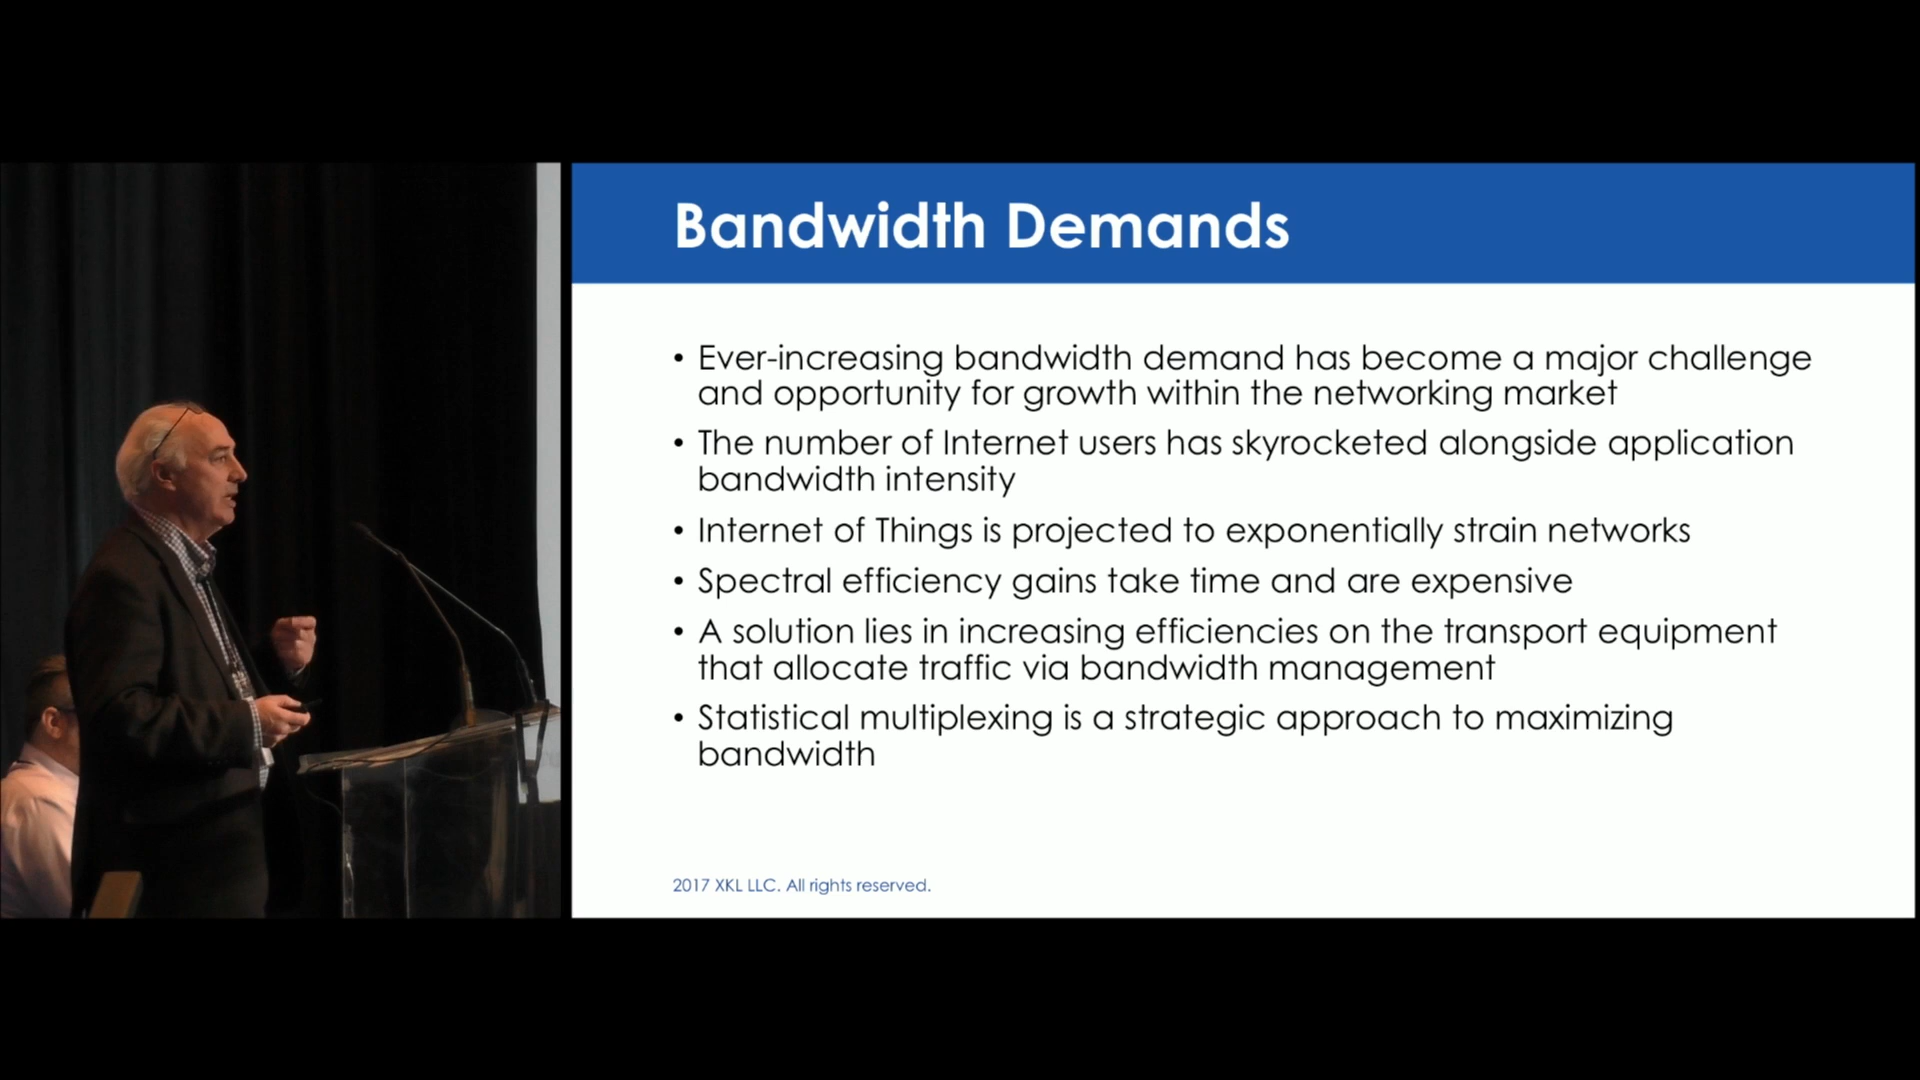 Bandwidth Demands
• Ever-increasing bandwidth demand has become a major challenge
and opportunity for growth within the networking market
• The number of Internet users has skyrocketed alongside application
bandwidth intensity
• Internet of Things is projected to exponentially strain networks
• Spectral efficiency gains take time and are expensive
• A solution lies in increasing efficiencies on the transport equipment
that allocate traffic via bandwidth management
• Statistical multiplexing is a strategic approach to maximizing
bandwidth
2017 XKL LLC. All rights reserved.